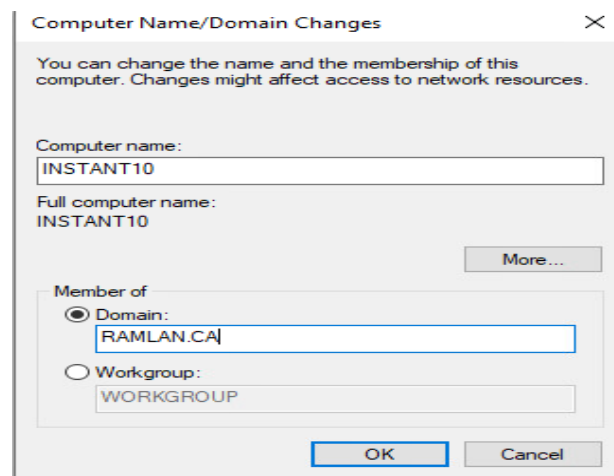 Computer Name/Domain Changes
You can change the name and the membership of this
computer. Changes might affect access to network resources.
Computer name:
INSTANT10
Full computer name:
INSTANT10
More...
Member of
Domain:
RAMLAN.CA
Workgroup:
WORKGROUP
OK Cancel